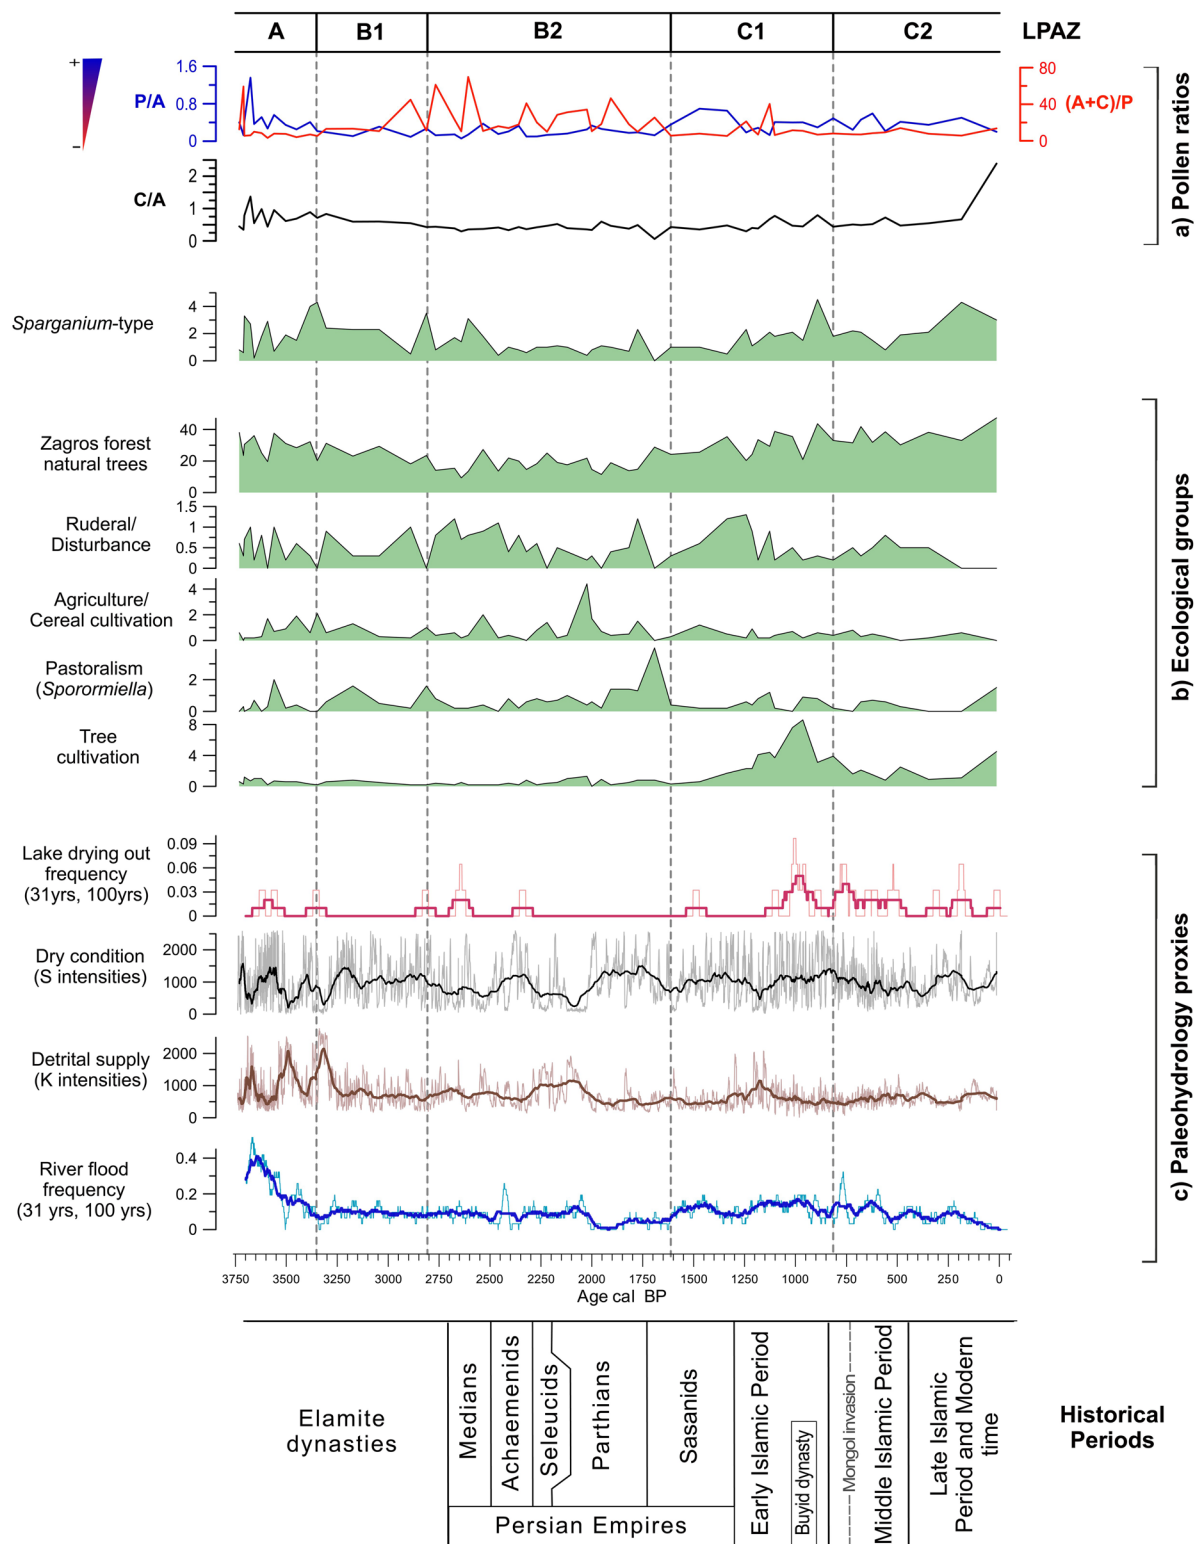 A B1 B2 C1 C2 LPAZ
+
−
P/A
1.6
0.8
0
80
40
0
(A+C)/P
a) Pollen ratios
C/A
2
1
0
Sparganium-type
4
2
0
Zagros forest
natural trees
40
20
0
Ruderal/
Disturbance
1.5
1
0.5
0
Agriculture/
Cereal cultivation
4
2
0
Pastoralism
(Sporormiella)
2
0
Tree
cultivation
8
4
0
b) Ecological groups
Lake drying out
frequency
(31yrs, 100yrs)
0.09
0.06
0.03
0
Dry condition
(S intensities)
2000
1000
0
Detrital supply
(K intensities)
2000
1000
0
River flood
frequency
(31 yrs, 100 yrs)
0.4
0.2
0
c) Paleohydrology proxies
3750 3500 3250 3000 2750 2500 2250 2000 1750 1500 1250 1000 750 500 250 0
Age cal BP
Elamite
dynasties
Medians
Achaemenids
Seleucids
Parthians
Sasanids
Persian Empires
Early Islamic Period
Buyid dynasty
Mongol invasion
Middle Islamic Period
Late Islamic
Period and Modern
time
Historical
Periods